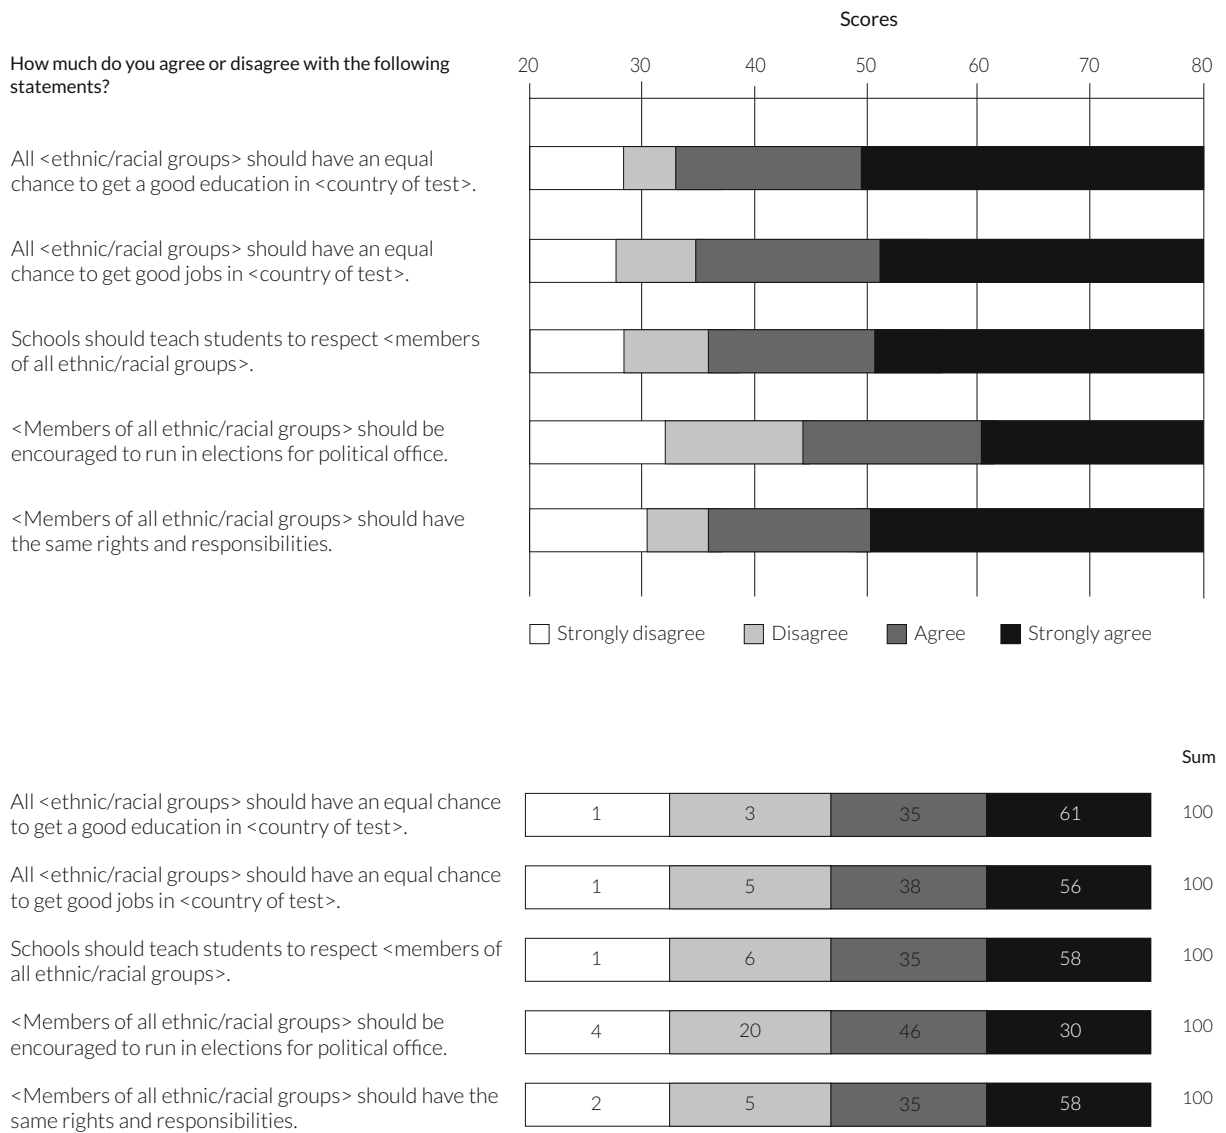 Scores
How much do you agree or disagree with the following
statements?
20 30 40 50 60 70 80
All <ethnic/racial groups> should have an equal
chance to get a good education in <country of test>.
All <ethnic/racial groups> should have an equal
chance to get good jobs in <country of test>.
Schools should teach students to respect <members
of all ethnic/racial groups>.
<Members of all ethnic/racial groups> should be
encouraged to run in elections for political office.
<Members of all ethnic/racial groups> should have
the same rights and responsibilities.
Strongly disagree Disagree Agree Strongly agree
Sum
All <ethnic/racial groups> should have an equal chance
to get a good education in <country of test>.
1 3 35 61 100
All <ethnic/racial groups> should have an equal chance
to get good jobs in <country of test>.
1 5 38 56 100
Schools should teach students to respect <members of
all ethnic/racial groups>.
1 6 35 58 100
<Members of all ethnic/racial groups> should be
encouraged to run in elections for political office.
4 20 46 30 100
<Members of all ethnic/racial groups> should have the
same rights and responsibilities.
2 5 35 58 100